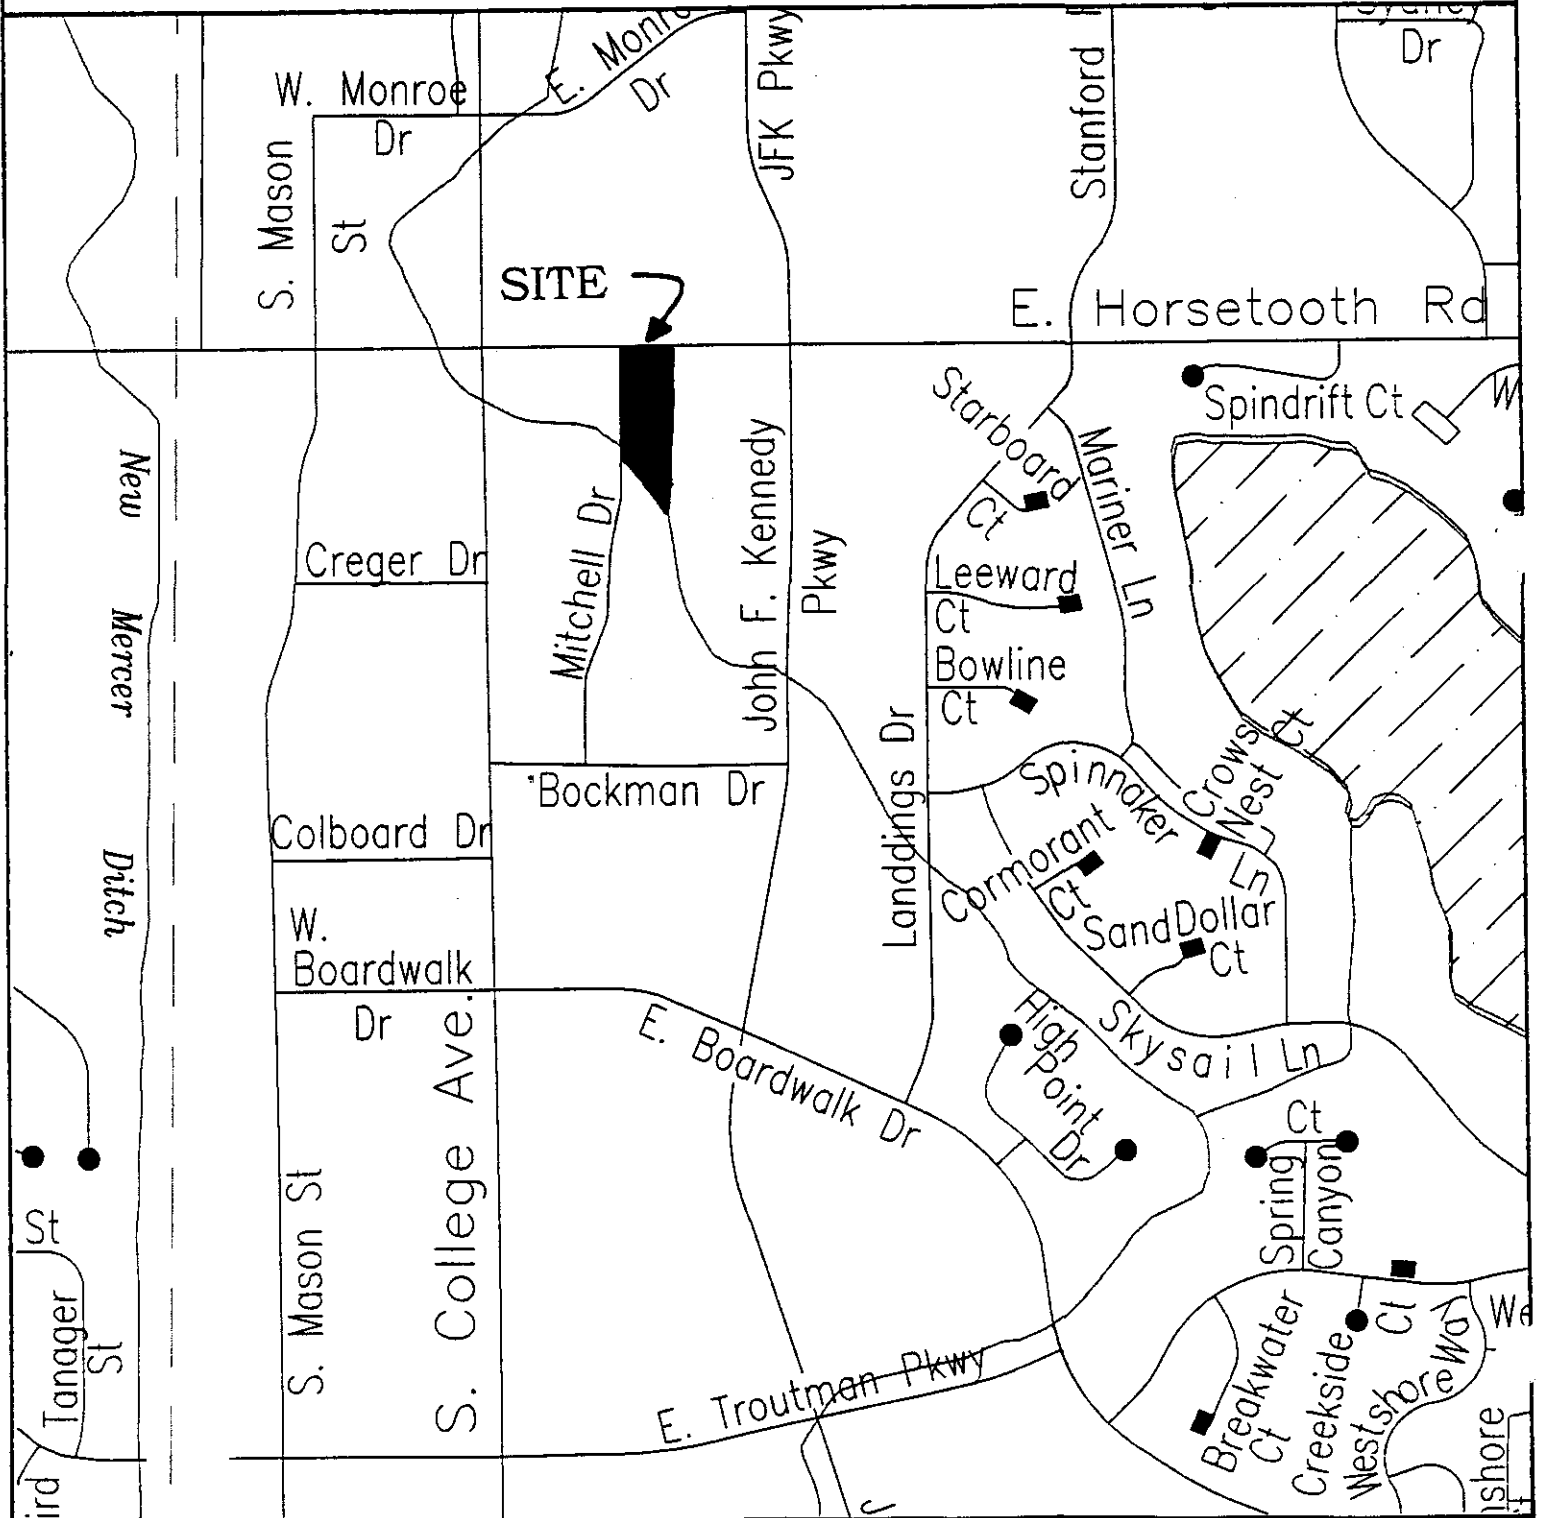 W. Monroe
Dr
E. Monro
Dr
JFK Pkwy
Stanford
Sydney
Dr
S. Mason
St
SITE
E. Horsetooth Rd
Spindrift Ct
W
Starboard
Ct
Mariner Ln
New
Mercer
Ditch
Creger Dr
Mitchell Dr
John F. Kennedy
Pkwy
Leeward
Ct
Bowline
Ct
Landdings Dr
Bockman Dr
Spinnaker
Ln
Crows
Nest Ct
Colboard Dr
Cormorant
Ct
Sand Dollar
Ct
W.
Boardwalk
Dr
E. Boardwalk Dr
High
Point
Dr
Skysail Ln
S. College Ave.
S. Mason St
St
Tanager
St
Ct
Spring
Canyon
E. Troutman Pkwy
Breakwater
Ct
Creekside
Ct
Westshore Way
We
shore
ird
J